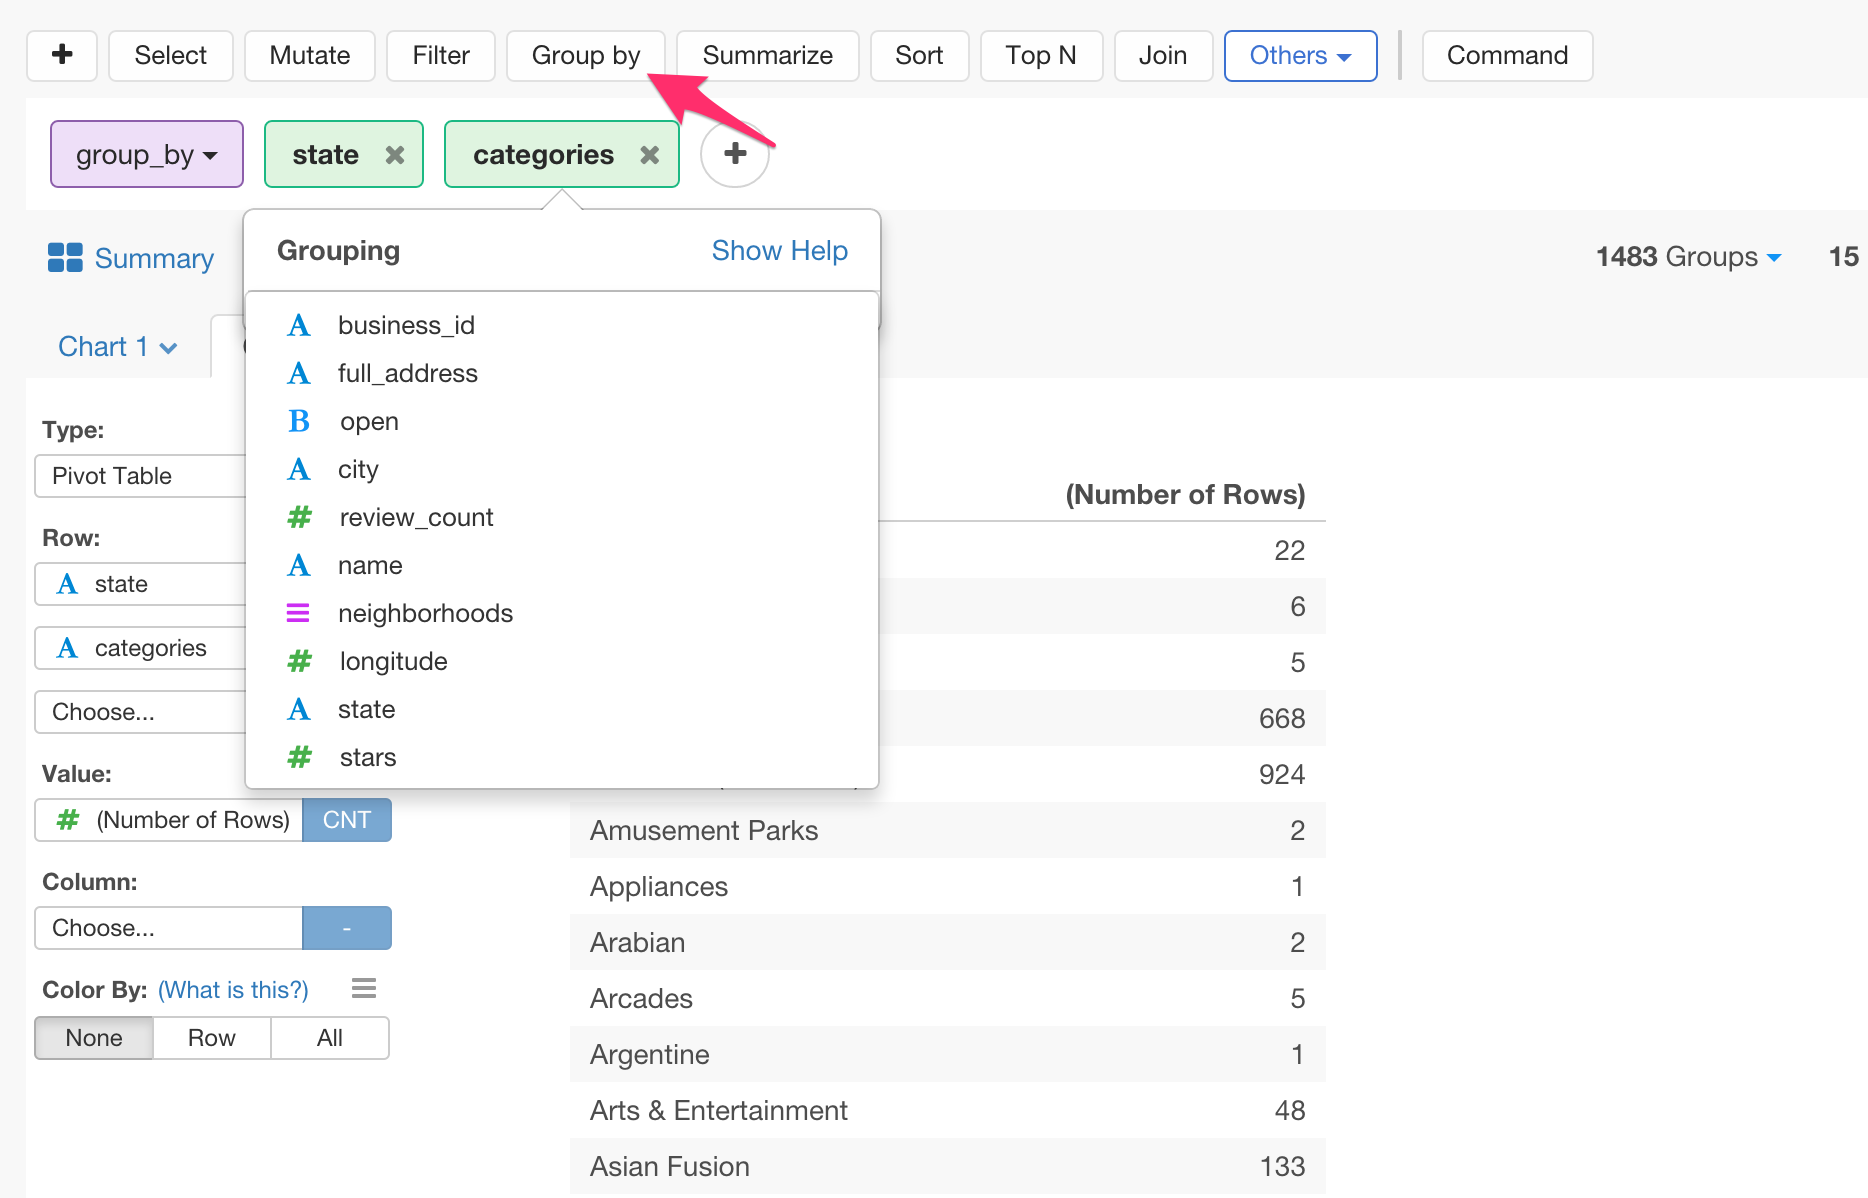 + Select Mutate Filter Group by Summarize Sort Top N Join Others Command
group_by state categories +
Grouping Show Help
Summary 1483 Groups 15
Chart 1
business_id
full_address
open
city
review_count
name
neighborhoods
longitude
state
stars
Type:
Pivot Table
Row:
state
categories
Choose...
Value:
(Number of Rows) CNT
Column:
Choose... -
Color By: (What is this?)
None Row All
(Number of Rows)
22
6
5
668
924
Amusement Parks 2
Appliances 1
Arabian 2
Arcades 5
Argentine 1
Arts & Entertainment 48
Asian Fusion 133